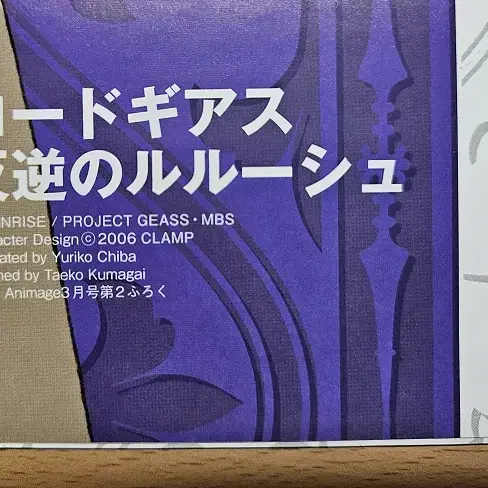 コードギアス
反逆のルルーシュ
NRISE / PROJECT GEASS・MBS
acter Design©2006 CLAMP
ated by Yuriko Chiba
ned by Taeko Kumagai
Animage3月号第2ふろく